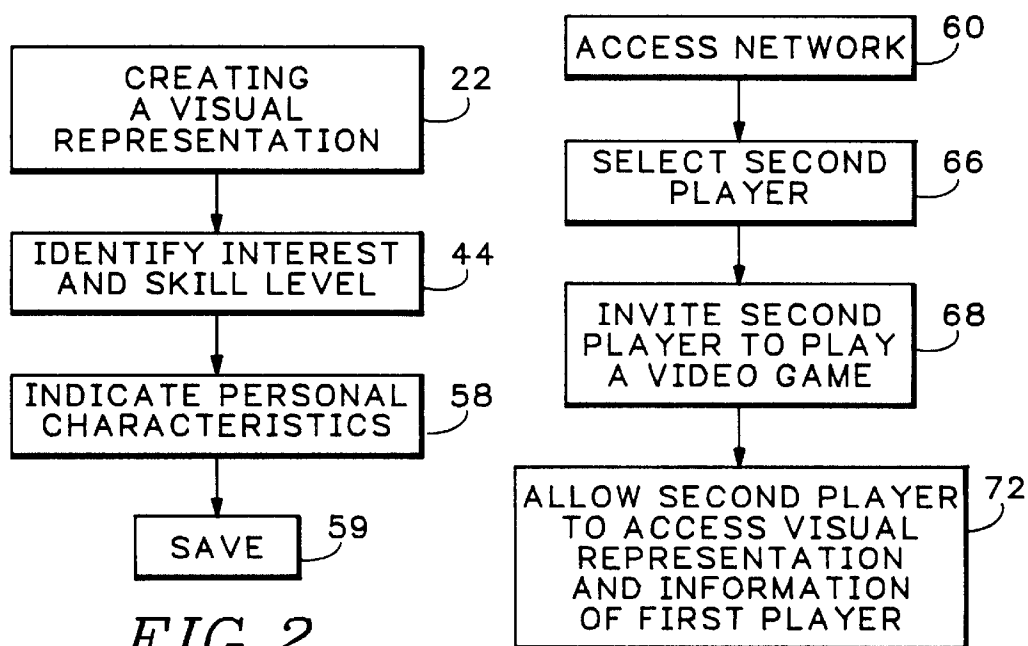 CREATING
A VISUAL
REPRESENTATION
22
IDENTIFY INTEREST
AND SKILL LEVEL
44
INDICATE PERSONAL
CHARACTERISTICS
58
SAVE
59
FIG. 2
ACCESS NETWORK
60
SELECT SECOND
PLAYER
66
INVITE SECOND
PLAYER TO PLAY
A VIDEO GAME
68
ALLOW SECOND PLAYER
TO ACCESS VISUAL
REPRESENTATION
AND INFORMATION
OF FIRST PLAYER
72